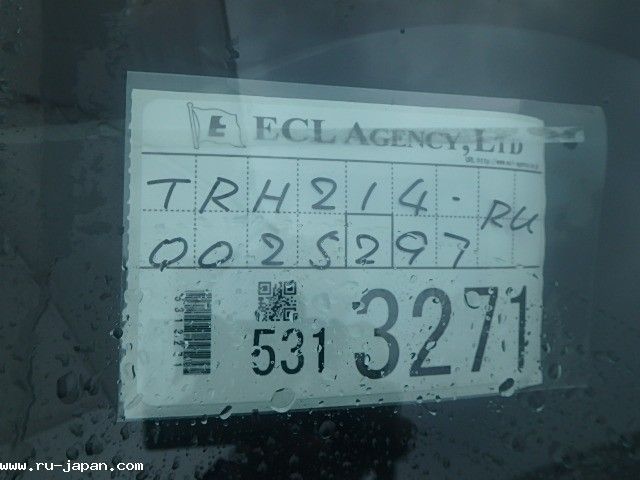 E ECL AGENCY, LTD
TRH214-
RU
0025297
531 3271
www.ru-japan.com